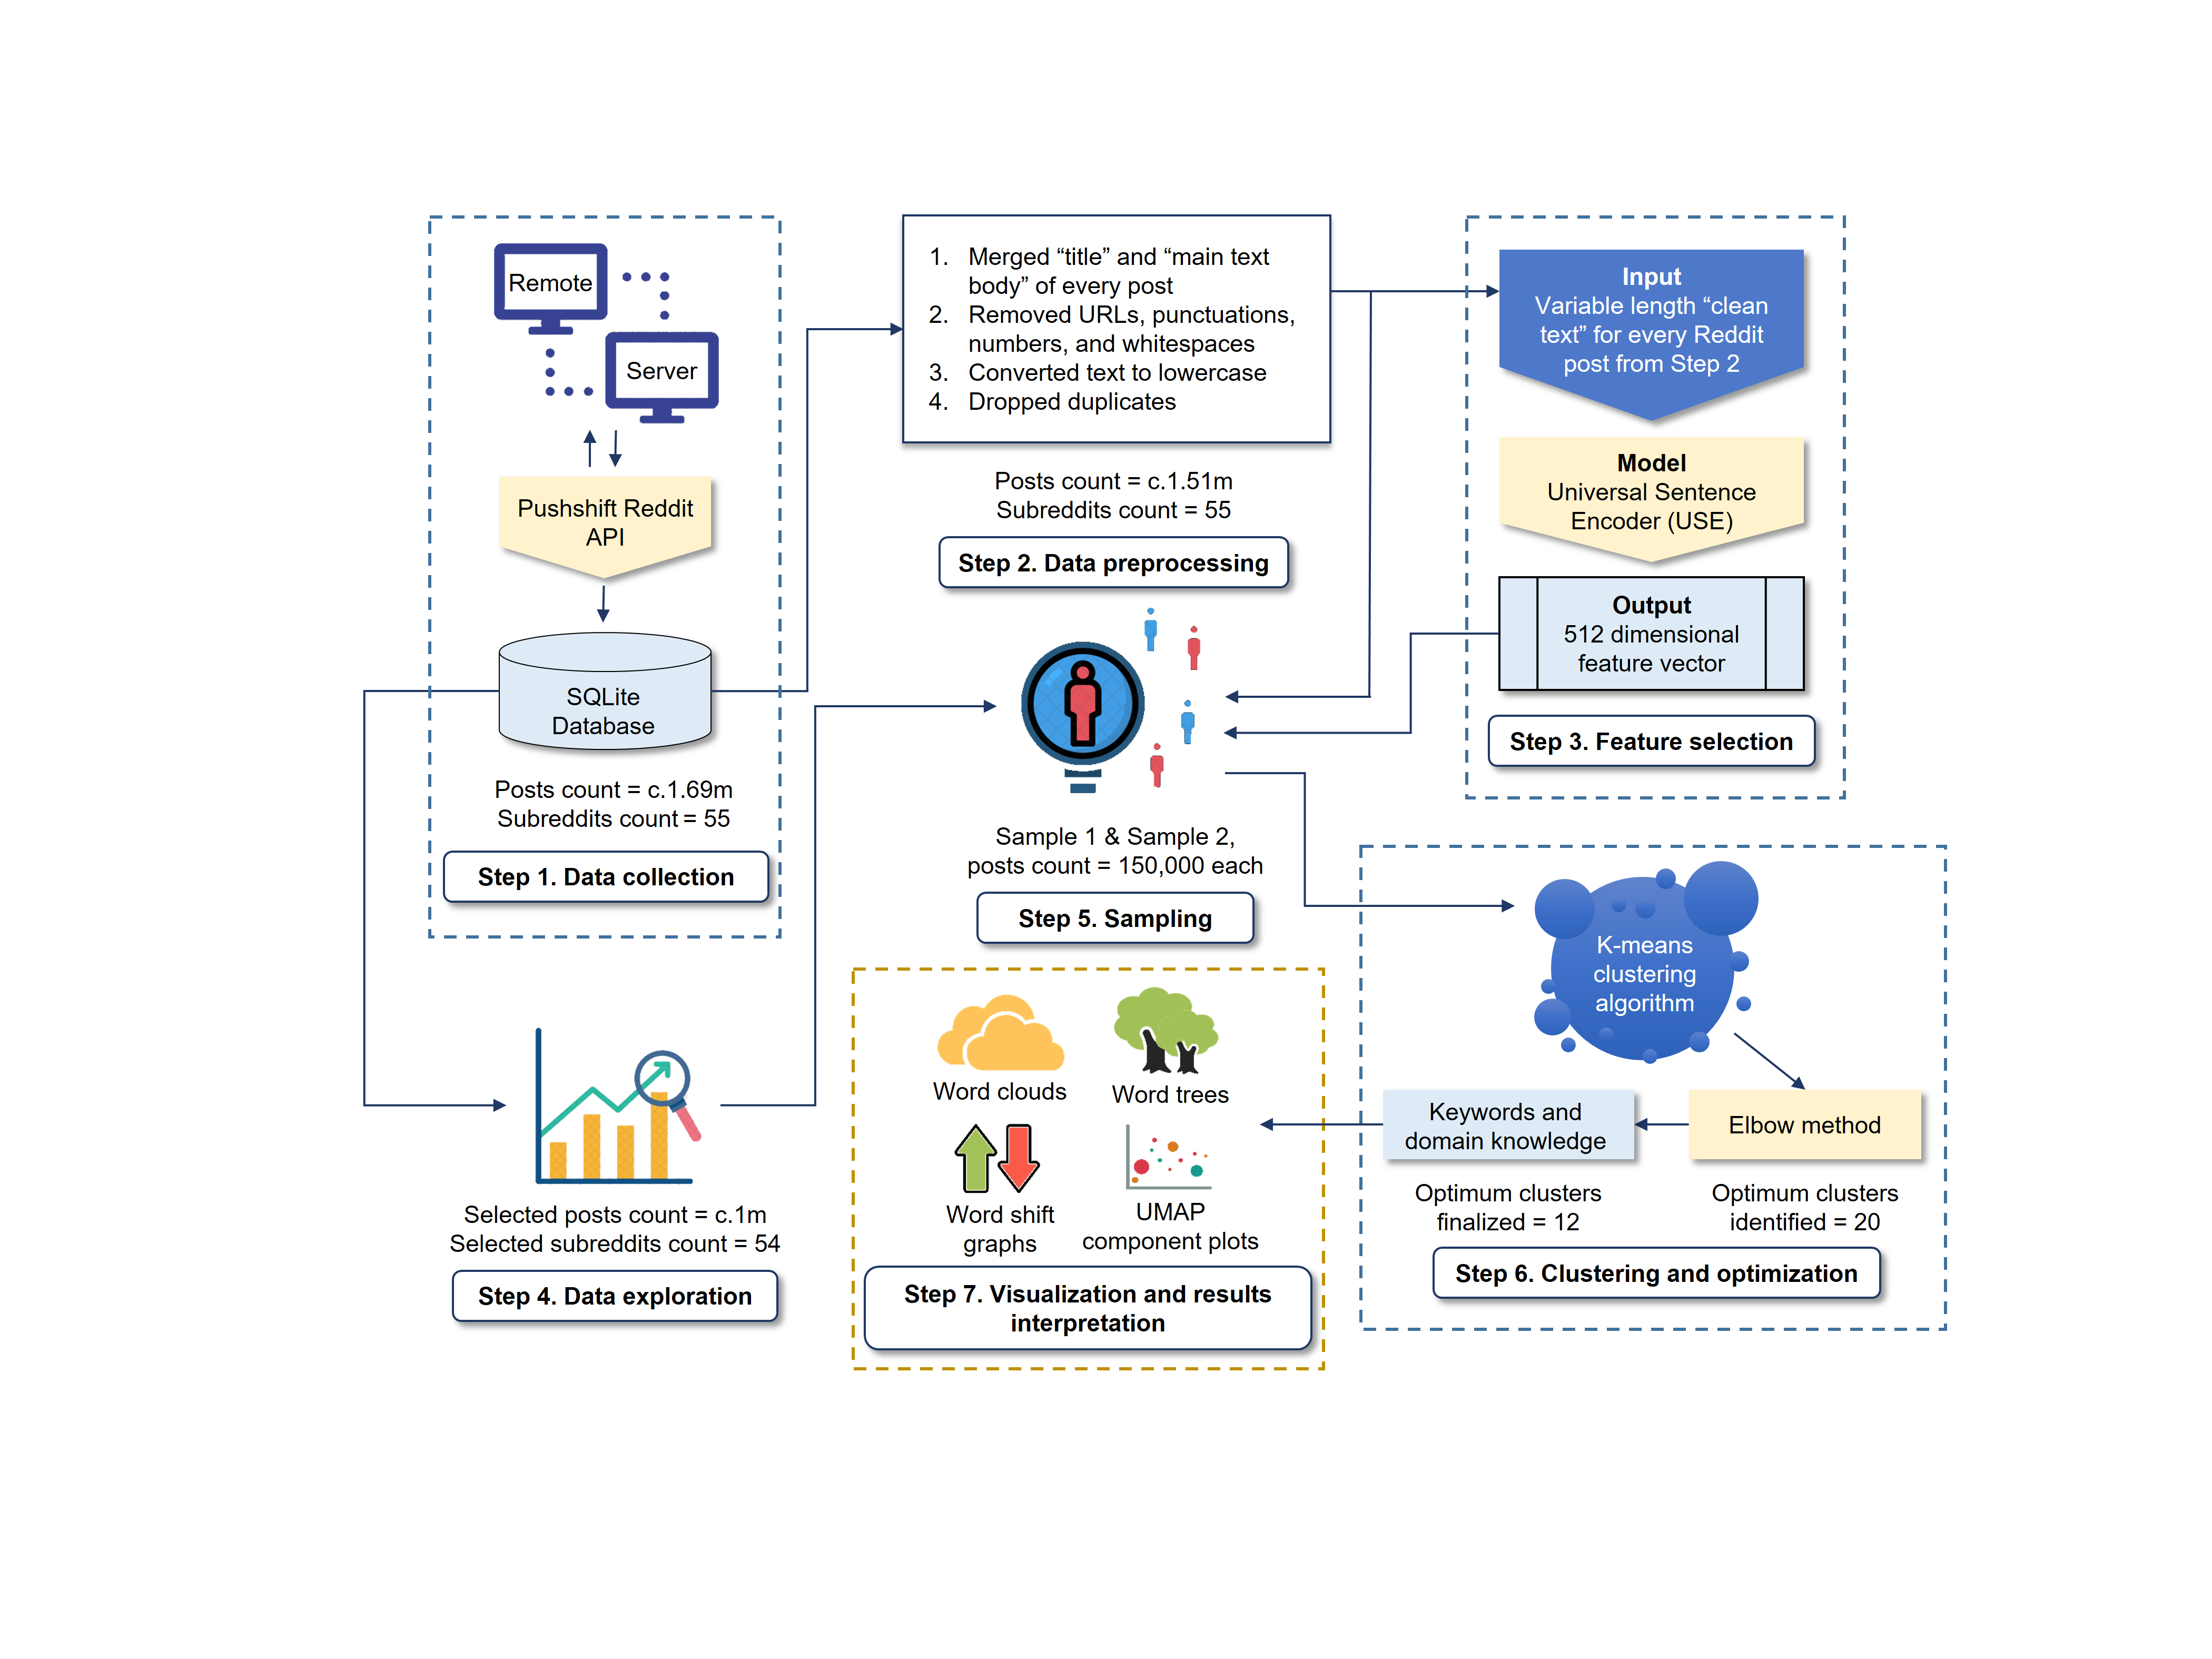 Remote
Server
Pushshift Reddit
API
SQLite
Database
Posts count = c.1.69m
Subreddits count = 55
Step 1. Data collection
1. Merged “title” and “main text
body” of every post
2. Removed URLs, punctuations,
numbers, and whitespaces
3. Converted text to lowercase
4. Dropped duplicates
Posts count = c.1.51m
Subreddits count = 55
Step 2. Data preprocessing
Input
Variable length “clean
text” for every Reddit
post from Step 2
Model
Universal Sentence
Encoder (USE)
Output
512 dimensional
feature vector
Step 3. Feature selection
Selected posts count = c.1m
Selected subreddits count = 54
Step 4. Data exploration
Sample 1 & Sample 2,
posts count = 150,000 each
Step 5. Sampling
K-means
clustering
algorithm
Elbow method
Optimum clusters
identified = 20
Keywords and
domain knowledge
Optimum clusters
finalized = 12
Step 6. Clustering and optimization
Word clouds
Word trees
Word shift
graphs
UMAP
component plots
Step 7. Visualization and results
interpretation